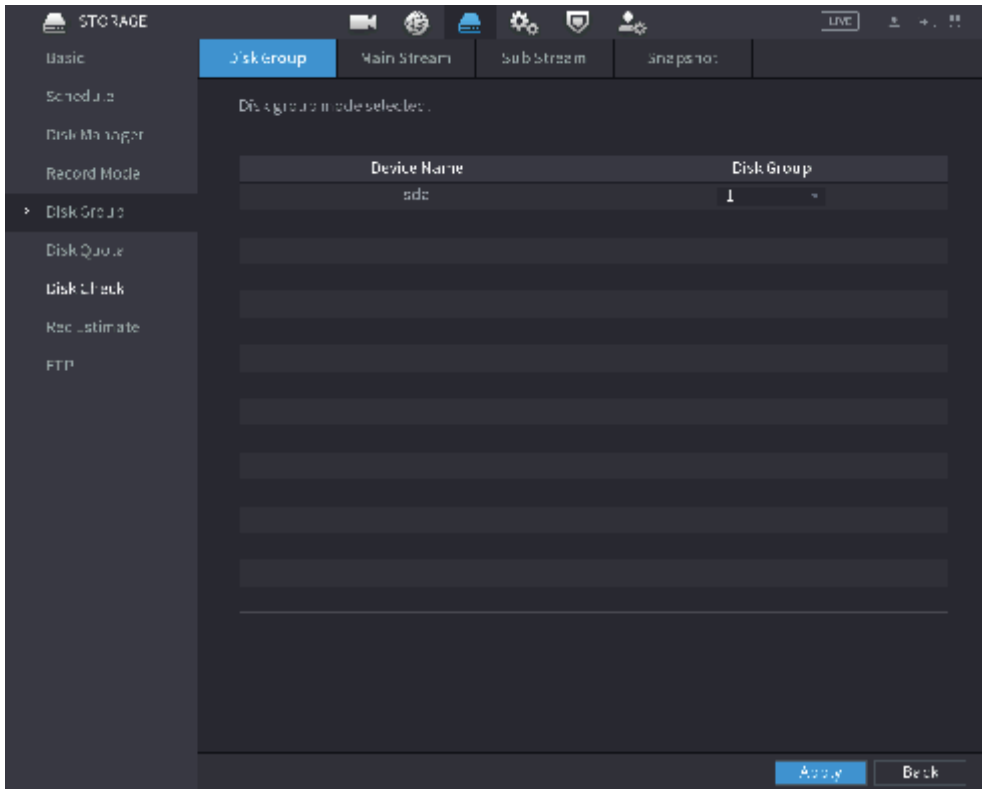 STORAGE
LIVE
Basic
Schedule
Disk Manager
Record Mode
Disk Group
Disk Quota
Disk Check
Rec Estimate
FTP
Disk Group
Main Stream
Sub Stream
Snapshot
Disk group mode selected.
Device Name
Disk Group
sda
1
Apply
Back